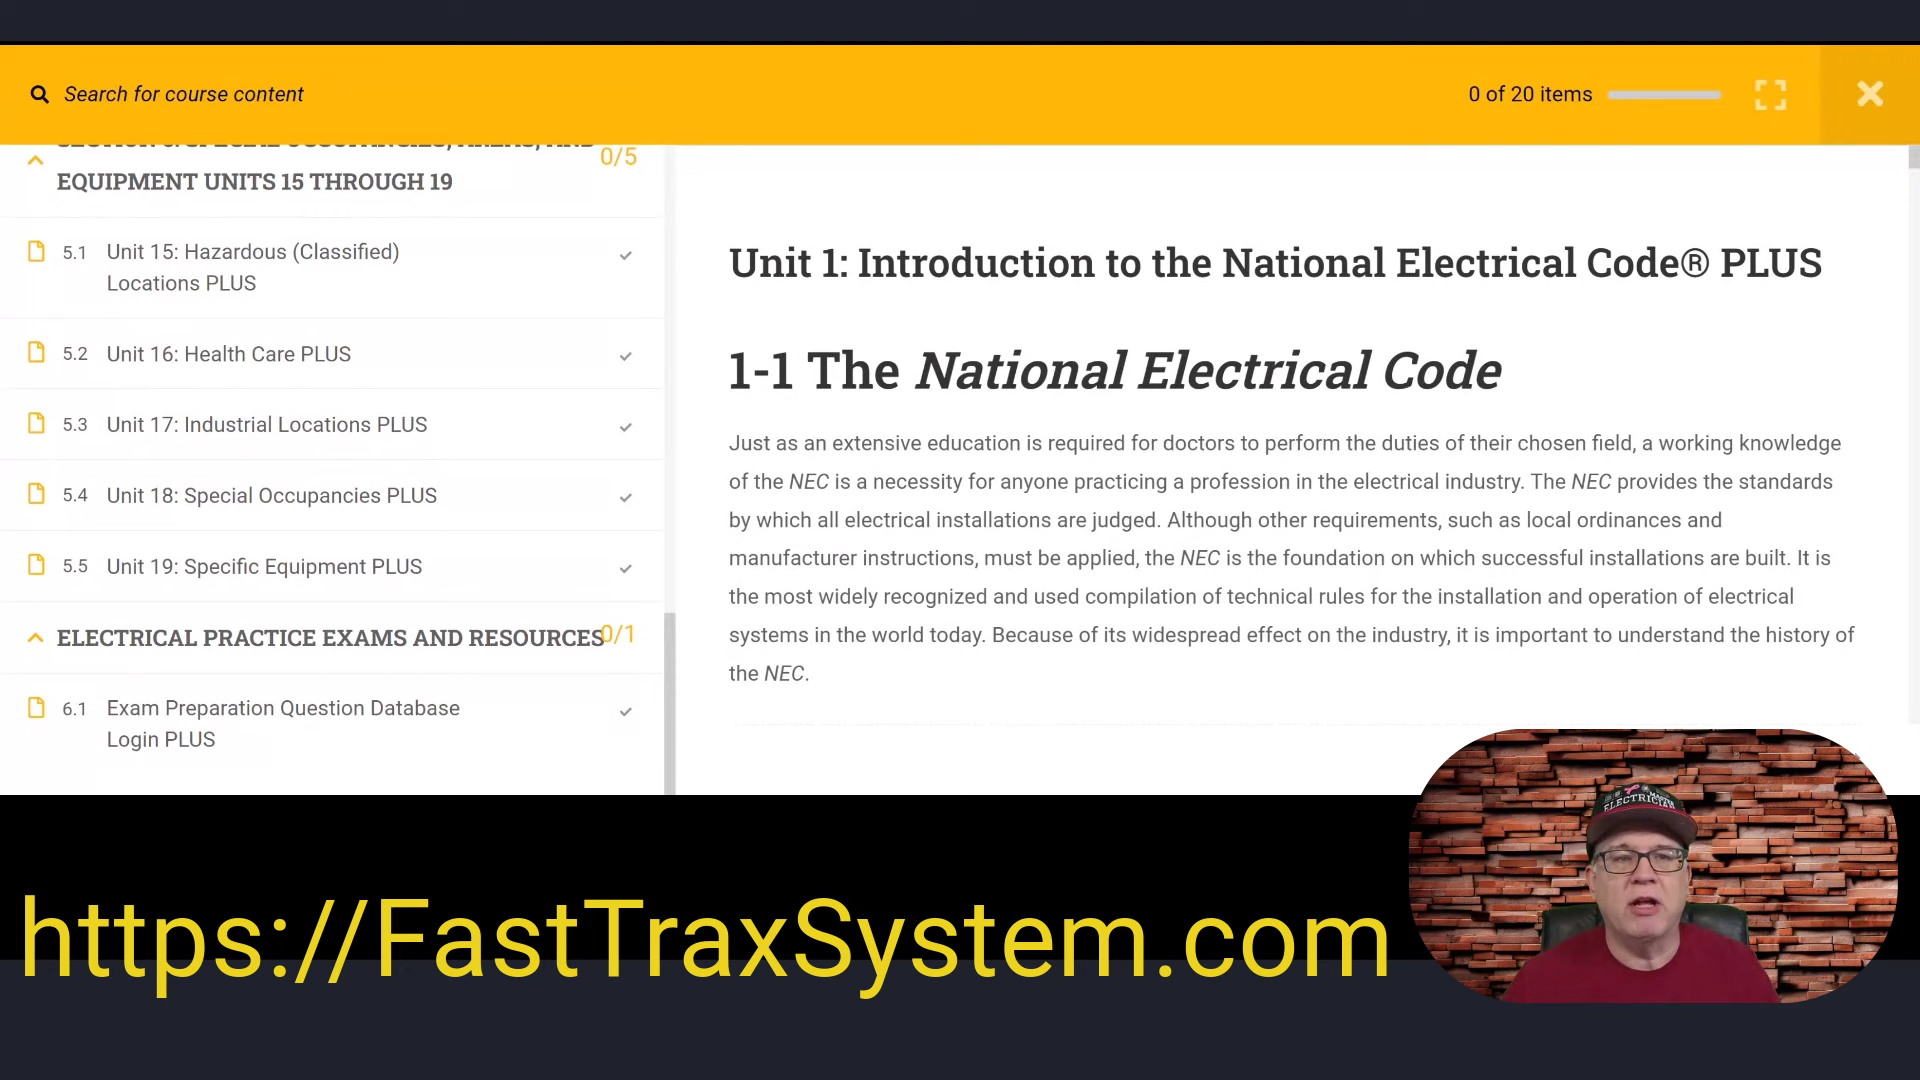 Search for course content
0 of 20 items
EQUIPMENT UNITS 15 THROUGH 19
0/5
5.1 Unit 15: Hazardous (Classified)
Locations PLUS
5.2 Unit 16: Health Care PLUS
5.3 Unit 17: Industrial Locations PLUS
5.4 Unit 18: Special Occupancies PLUS
5.5 Unit 19: Specific Equipment PLUS
ELECTRICAL PRACTICE EXAMS AND RESOURCES 0/1
6.1 Exam Preparation Question Database
Login PLUS
Unit 1: Introduction to the National Electrical Code® PLUS
1-1 The National Electrical Code
Just as an extensive education is required for doctors to perform the duties of their chosen field, a working knowledge
of the NEC is a necessity for anyone practicing a profession in the electrical industry. The NEC provides the standards
by which all electrical installations are judged. Although other requirements, such as local ordinances and
manufacturer instructions, must be applied, the NEC is the foundation on which successful installations are built. It is
the most widely recognized and used compilation of technical rules for the installation and operation of electrical
systems in the world today. Because of its widespread effect on the industry, it is important to understand the history of
the NEC.
MASTER
ELECTRICIAN
https://FastTraxSystem.com